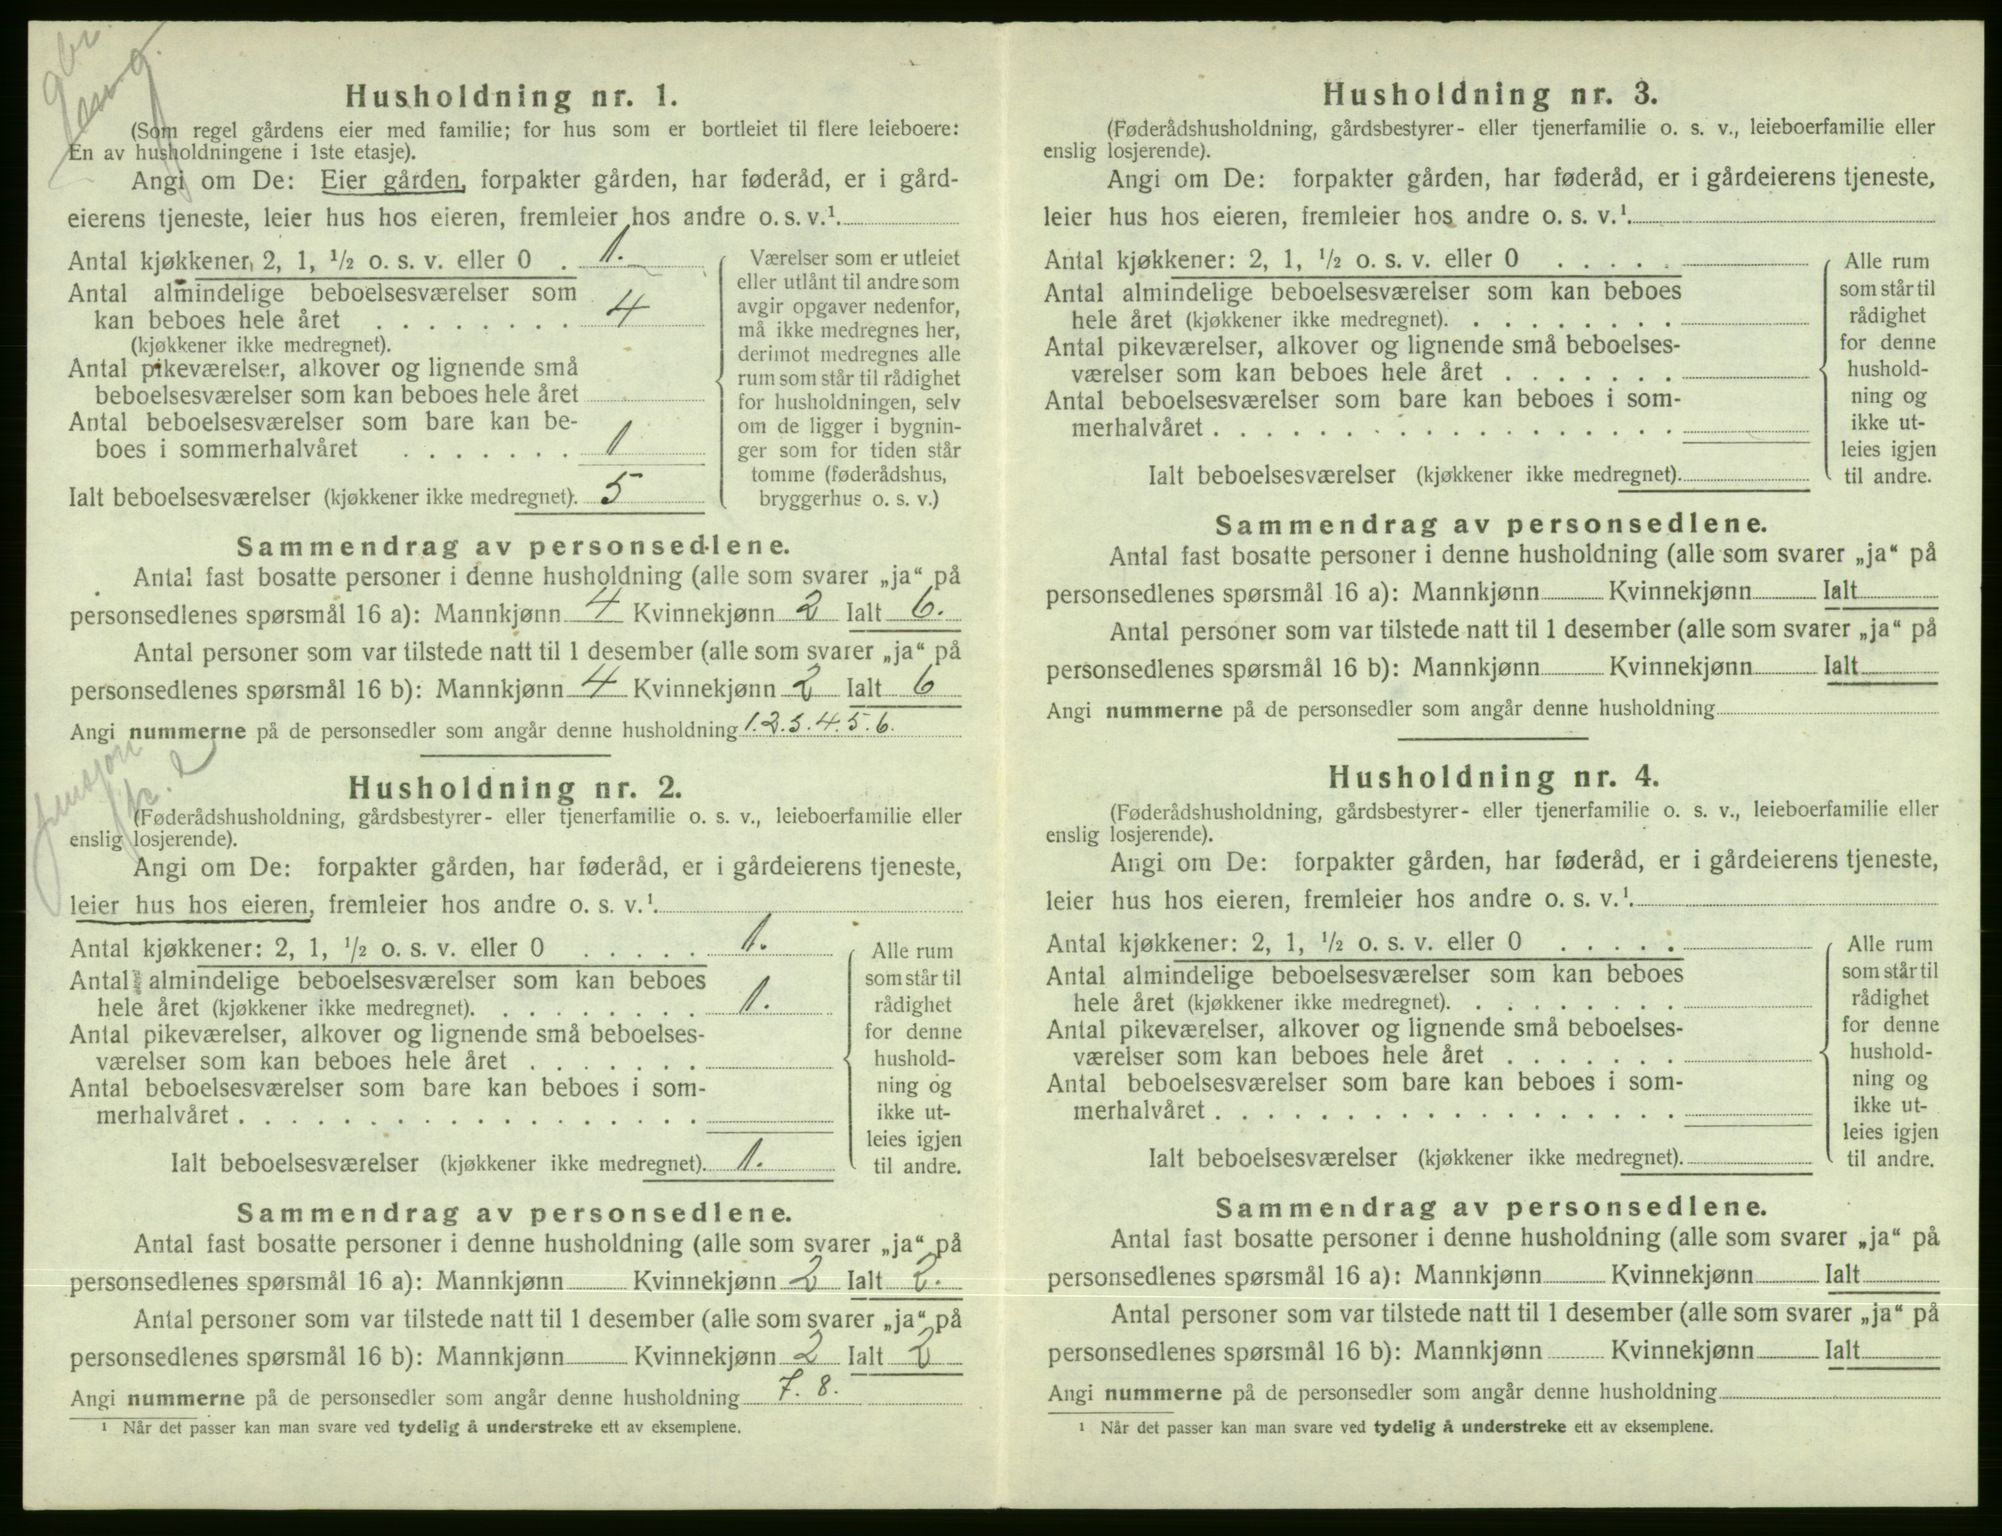 gbr.
Husholdning nr. 1.
(Som regel gårdens eier med familie; for hus som er bortleiet til flere leieboere:
En av husholdningene i 1ste etasje).
Angi om De: Eier gården, forpakter gården, har føderåd, er i gård-
eierens tjeneste, leier hus hos eieren, fremleier hos andre o. s. v.¹.
Antal kjøkkener, 2, 1, ½ o. s. v. eller 0 . 1.
Antal almindelige beboelsesværelser som
kan beboes hele året . . . . . . . . 4
(kjøkkener ikke medregnet).
Antal pikeværelser, alkover og lignende små
beboelsesværelser som kan beboes hele året
Antal beboelsesværelser som bare kan be-
boes i sommerhalvåret . . . . . . . 1
Ialt beboelsesværelser (kjøkkener ikke medregnet). 5
Værelser som er utleiet
eller utlånt til andre som
avgir opgaver nedenfor,
må ikke medregnes her,
derimot medregnes alle
rum som står til rådighet
for husholdningen, selv
om de ligger i bygnin-
ger som for tiden står
tomme (føderådshus,
bryggerhus o. s. v.)
Sammendrag av personsedlene.
Antal fast bosatte personer i denne husholdning (alle som svarer „ja“ på
personsedlenes spørsmål 16 a): Mannkjønn 4 Kvinnekjønn 2 Ialt 6.
Antal personer som var tilstede natt til 1 desember (alle som svarer „ja“ på
personsedlenes spørsmål 16 b): Mannkjønn 4 Kvinnekjønn 2 Ialt 6
Angi nummerne på de personsedler som angår denne husholdning 1.2.3.4.5.6.
Husholdning nr. 2.
(Føderådshusholdning, gårdsbestyrer- eller tjenerfamilie o. s. v., leieboerfamilie eller
enslig losjerende).
Angi om De: forpakter gården, har føderåd, er i gårdeierens tjeneste,
leier hus hos eieren, fremleier hos andre o. s. v.¹.
Antal kjøkkener: 2, 1, ½ o. s. v. eller 0 . . . . . 1.
Antal almindelige beboelsesværelser som kan beboes
hele året (kjøkkener ikke medregnet). . . . . . . . . 1.
Antal pikeværelser, alkover og lignende små beboelses-
værelser som kan beboes hele året . . . . . . .
Antal beboelsesværelser som bare kan beboes i som-
merhalvåret . . . . . . . . . . . . . . . . . .
Ialt beboelsesværelser (kjøkkener ikke medregnet). 1.
Alle rum
som står til
rådighet
for denne
hushold-
ning og
ikke ut-
leies igjen
til andre.
Sammendrag av personsedlene.
Antal fast bosatte personer i denne husholdning (alle som svarer „ja“ på
personsedlenes spørsmål 16 a): Mannkjønn Kvinnekjønn 2 Ialt 2.
Antal personer som var tilstede natt til 1 desember (alle som svarer „ja“ på
personsedlenes spørsmål 16 b): Mannkjønn Kvinnekjønn 2 Ialt 2
Angi nummerne på de personsedler som angår denne husholdning 7. 8.
¹ Når det passer kan man svare ved tydelig å understreke ett av eksemplene.
Husholdning nr. 3.
(Føderådshusholdning, gårdsbestyrer- eller tjenerfamilie o. s. v., leieboerfamilie eller
enslig losjerende).
Angi om De: forpakter gården, har føderåd, er i gårdeierens tjeneste,
leier hus hos eieren, fremleier hos andre o. s. v.¹.
Antal kjøkkener: 2, 1, ½ o. s. v. eller 0 . . . . .
Antal almindelige beboelsesværelser som kan beboes
hele året (kjøkkener ikke medregnet). . . . . . . . .
Antal pikeværelser, alkover og lignende små beboelses-
værelser som kan beboes hele året . . . . . . .
Antal beboelsesværelser som bare kan beboes i som-
merhalvåret . . . . . . . . . . . . . . . . . .
Ialt beboelsesværelser (kjøkkener ikke medregnet).
Alle rum
som står til
rådighet
for denne
hushold-
ning og
ikke ut-
leies igjen
til andre.
Sammendrag av personsedlene.
Antal fast bosatte personer i denne husholdning (alle som svarer „ja“ på
personsedlenes spørsmål 16 a): Mannkjønn Kvinnekjønn Ialt
Antal personer som var tilstede natt til 1 desember (alle som svarer „ja“ på
personsedlenes spørsmål 16 b): Mannkjønn Kvinnekjønn Ialt
Angi nummerne på de personsedler som angår denne husholdning
Husholdning nr. 4.
(Føderådshusholdning, gårdsbestyrer- eller tjenerfamilie o. s. v., leieboerfamilie eller
enslig losjerende).
Angi om De: forpakter gården, har føderåd, er i gårdeierens tjeneste,
leier hus hos eieren, fremleier hos andre o. s. v.¹.
Antal kjøkkener: 2, 1, ½ o. s. v. eller 0 . . . . .
Antal almindelige beboelsesværelser som kan beboes
hele året (kjøkkener ikke medregnet). . . . . . . . .
Antal pikeværelser, alkover og lignende små beboelses-
værelser som kan beboes hele året . . . . . . .
Antal beboelsesværelser som bare kan beboes i som-
merhalvåret . . . . . . . . . . . . . . . . . .
Ialt beboelsesværelser (kjøkkener ikke medregnet).
Alle rum
som står til
rådighet
for denne
hushold-
ning og
ikke ut-
leies igjen
til andre.
Sammendrag av personsedlene.
Antal fast bosatte personer i denne husholdning (alle som svarer „ja“ på
personsedlenes spørsmål 16 a): Mannkjønn Kvinnekjønn Ialt
Antal personer som var tilstede natt til 1 desember (alle som svarer „ja“ på
personsedlenes spørsmål 16 b): Mannkjønn Kvinnekjønn Ialt
Angi nummerne på de personsedler som angår denne husholdning
¹ Når det passer kan man svare ved tydelig å understreke ett av eksemplene.